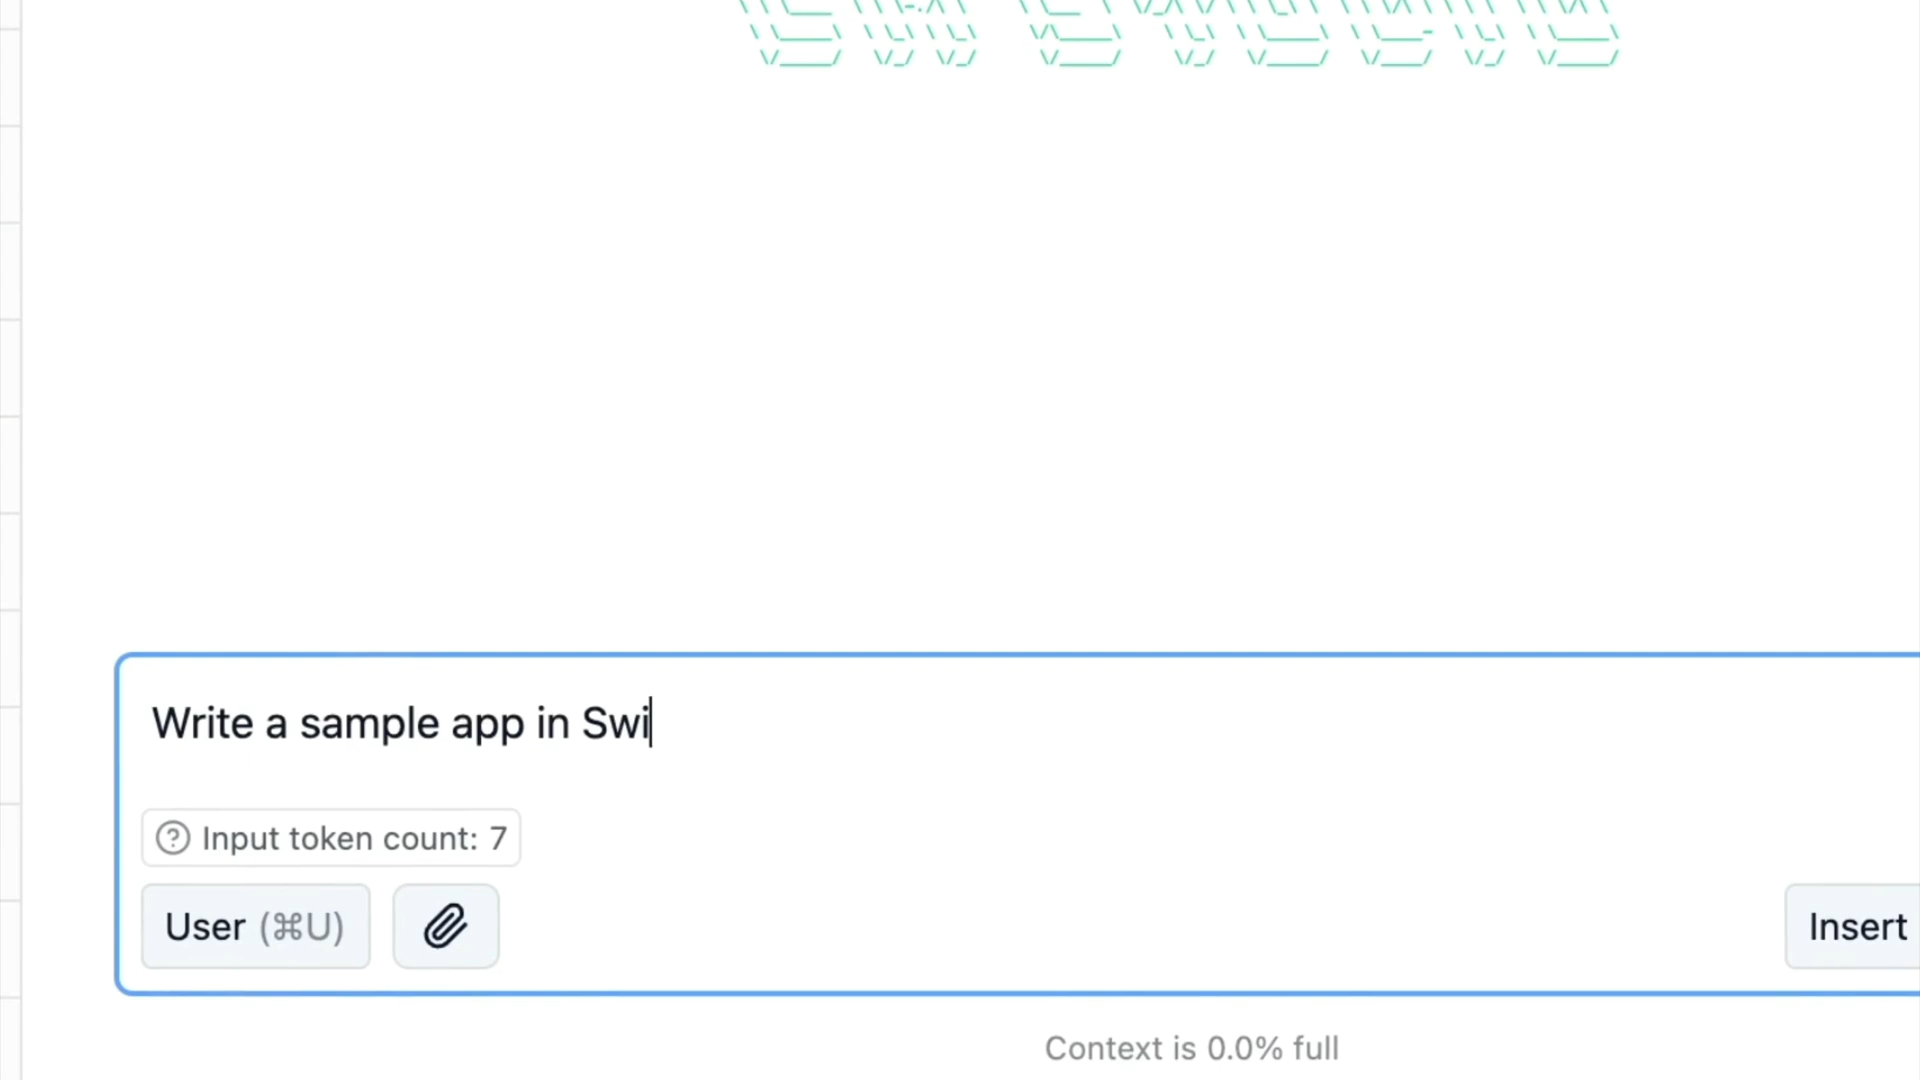 Write a sample app in Swi
Input token count: 7
User (⌘U)
Insert
Context is 0.0% full